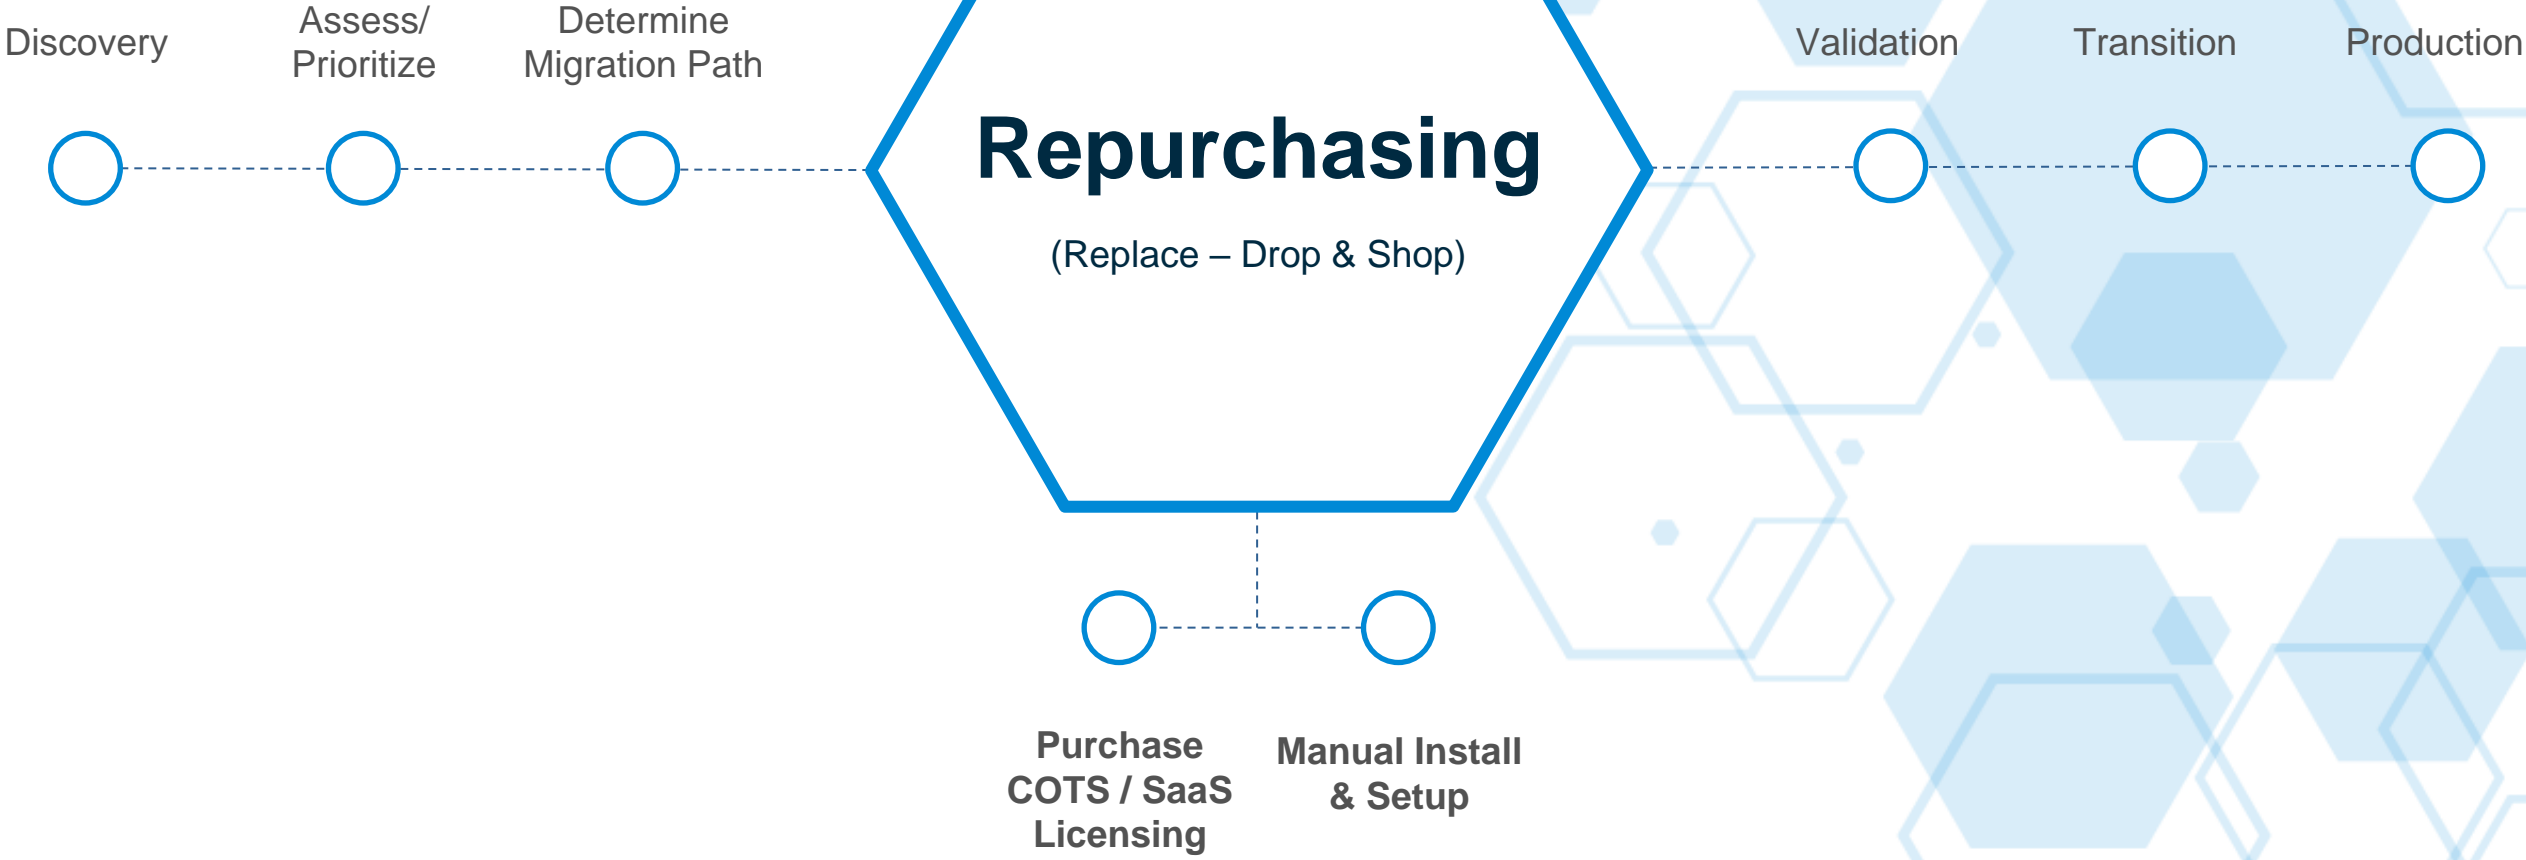 Discovery
Assess/
Prioritize
Determine
Migration Path
Repurchasing
(Replace – Drop & Shop)
Validation
Transition
Production
Purchase
COTS / SaaS
Licensing
Manual Install
& Setup